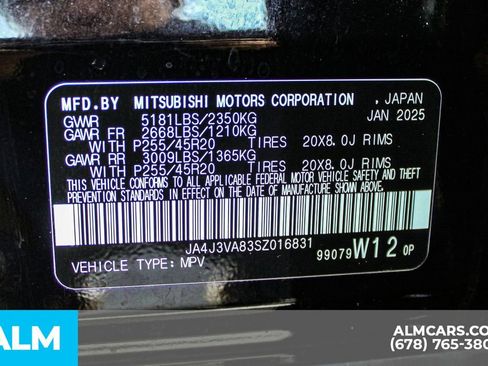 MFD.BY MITSUBISHI MOTORS CORPORATION , JAPAN
GVWR 5181LBS/2350KG JAN 2025
GAWR FR 2668LBS/1210KG
WITH P255/45R20 TIRES 20X8.0J RIMS
GAWR RR 3009LBS/1365KG
WITH P255/45R20 TIRES 20X8.0J RIMS
THIS VEHICLE CONFORMS TO ALL APPLICABLE FEDERAL MOTOR VEHICLE SAFETY, BUMPER, AND THEFT
PREVENTION STANDARDS IN EFFECT ON THE DATE OF MANUFACTURE SHOWN ABOVE.
JA4J3VA83SZ016831
VEHICLE TYPE: MPV 99079 W12 0P
ALM
ALMCARS.CO
(678) 765-380